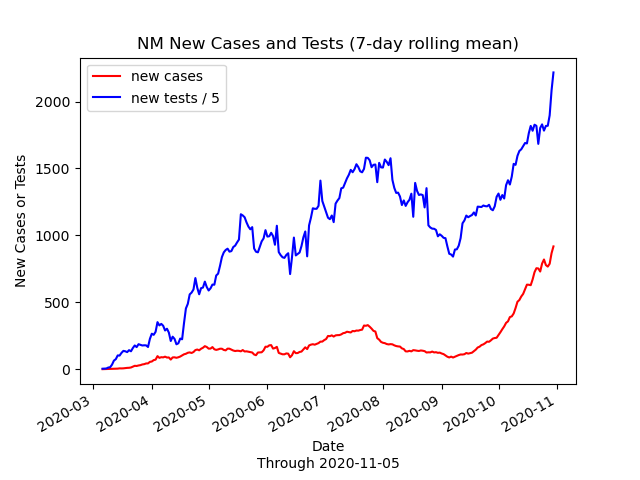 NM New Cases and Tests (7-day rolling mean)
new cases
new tests / 5
New Cases or Tests
2000
1500
1000
500
0
2020-03
2020-04
2020-05
2020-06
2020-07
2020-08
2020-09
2020-10
2020-11
Date
Through 2020-11-05